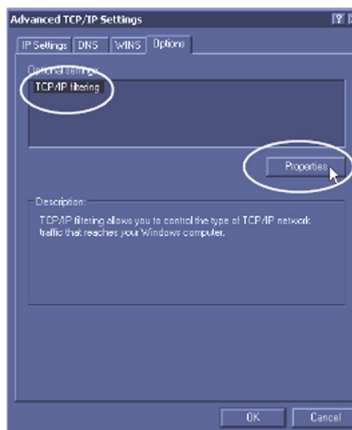 Advanced TCP/IP Settings
IP Settings DNS WINS Options
Optional settings:
TCP/IP filtering
Properties
Description:
TCP/IP filtering allows you to control the type of TCP/IP network
traffic that reaches your Windows computer.
OK Cancel